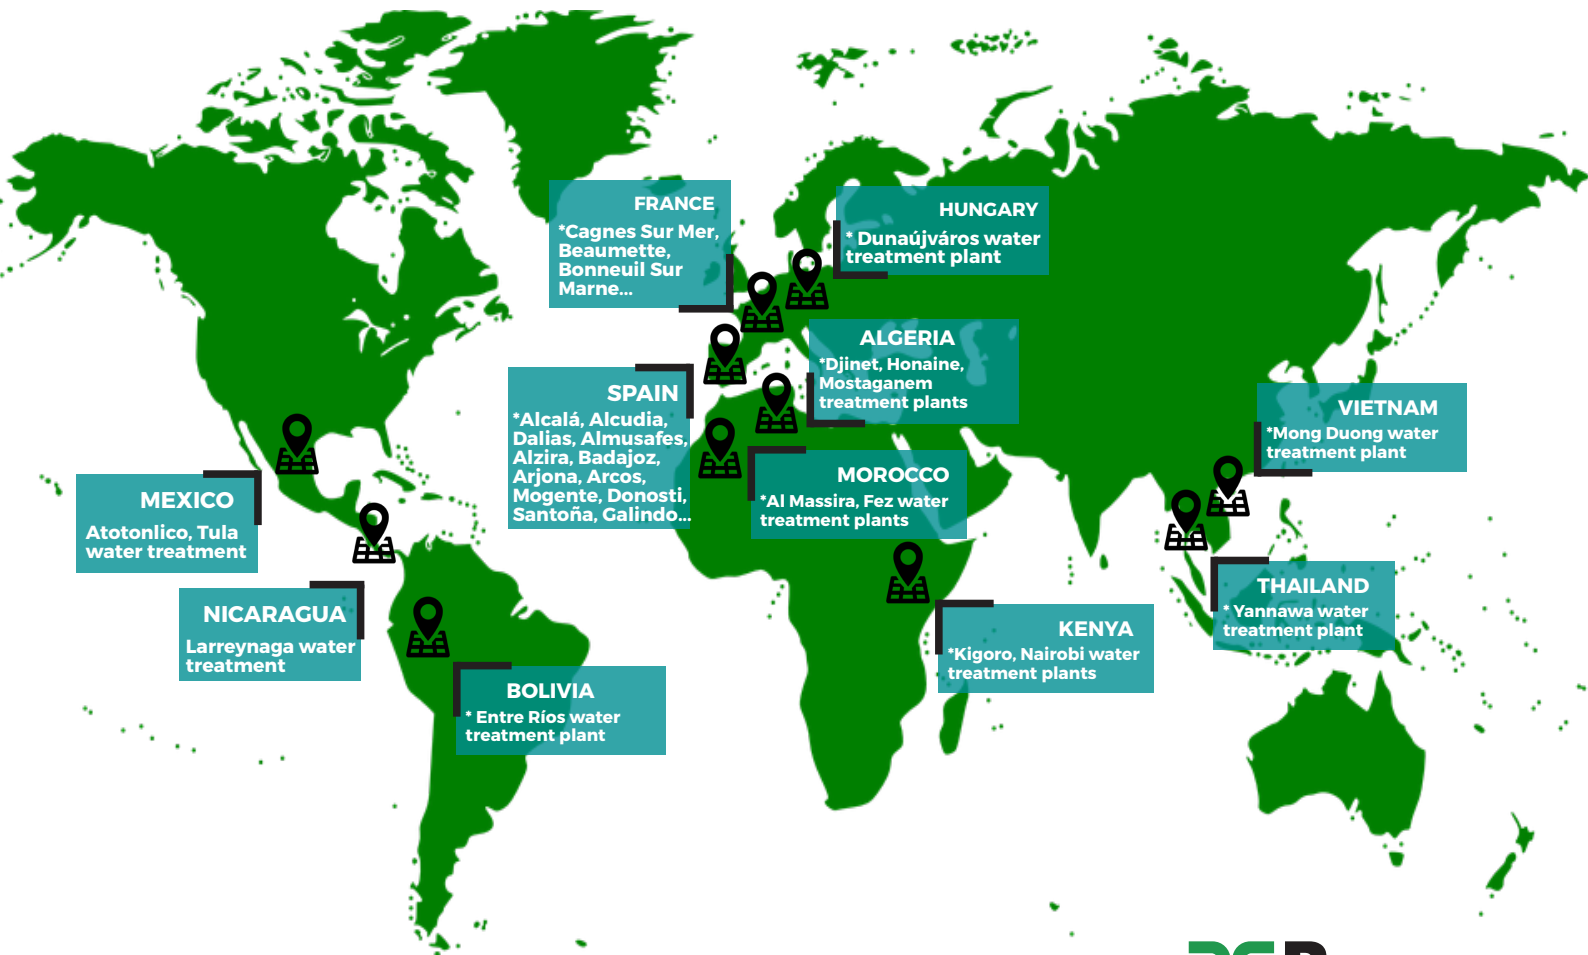 FRANCE
*Cagnes Sur Mer,
Beaumette,
Bonneuil Sur
Marne...
HUNGARY
* Dunaújváros water
treatment plant
ALGERIA
*Djinet, Honaine,
Mostaganem
treatment plants
SPAIN
*Alcalá, Alcudia,
Dalias, Almusafes,
Alzira, Badajoz,
Arjona, Arcos,
Mogente, Donosti,
Santoña, Galindo...
VIETNAM
*Mong Duong water
treatment plant
MOROCCO
*Al Massira, Fez water
treatment plants
MEXICO
Atotonlico, Tula
water treatment
THAILAND
* Yannawa water
treatment plant
NICARAGUA
Larreynaga water
treatment
KENYA
*Kigoro, Nairobi water
treatment plants
BOLIVIA
* Entre Ríos water
treatment plant